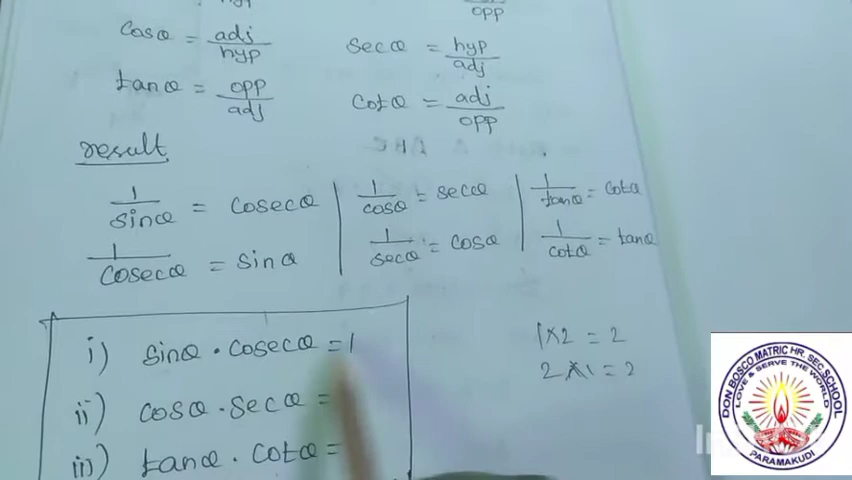 opp
cosθ = adj/hyp
secθ = hyp/adj
tanθ = opp/adj
cotθ = adj/opp
result
1/sinθ = cosecθ | 1/cosθ = secθ | 1/tanθ = cotθ
1/cosecθ = sinθ | 1/secθ = cosθ | 1/cotθ = tanθ
i) sinθ · cosecθ = 1
ii) cosθ · secθ =
iii) tanθ · cotθ =
1×2 = 2
2×1 = 2
DON BOSCO MATRIC HR. SEC. SCHOOL
LOVE & SERVE THE WORLD
PARAMAKUDI